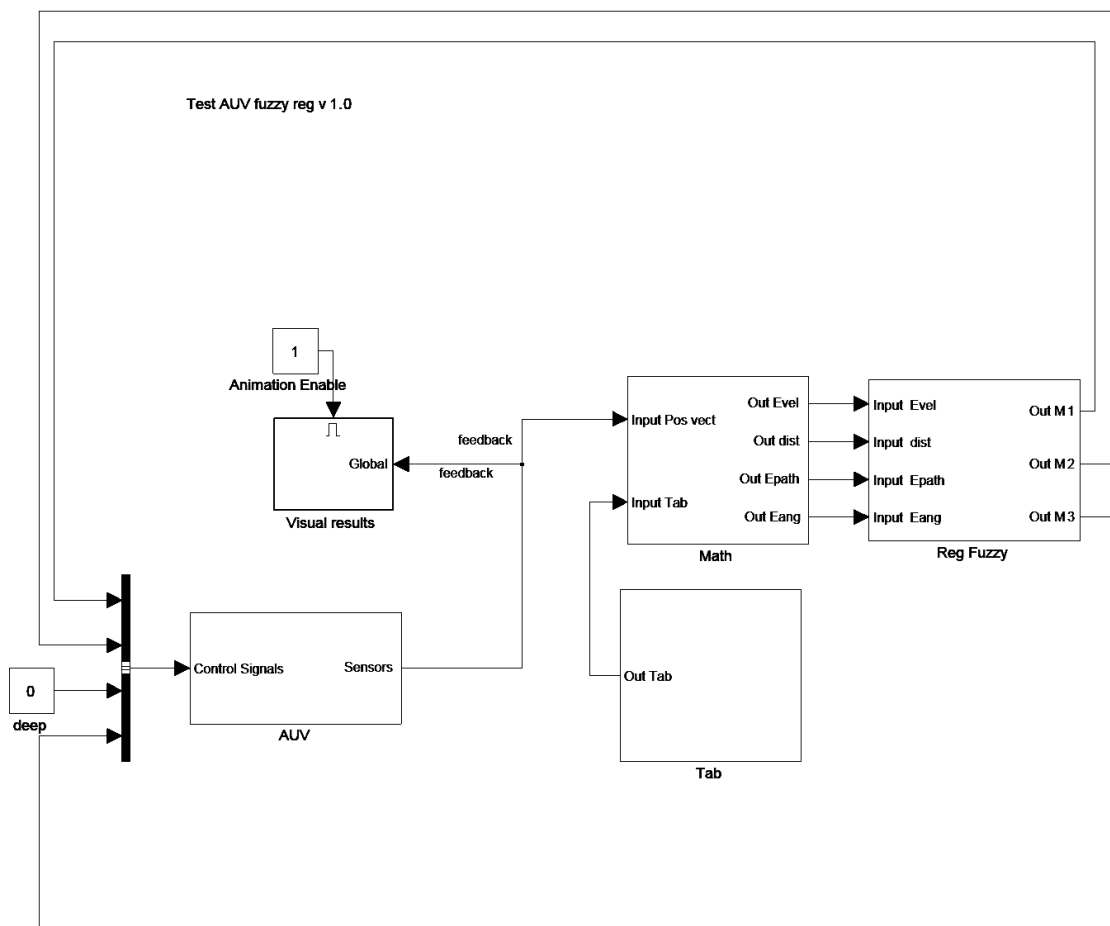 Test AUV fuzzy reg v 1.0
1
Animation Enable
Global
Visual results
feedback
feedback
Input Pos vect
Input Tab
Out Evel
Out dist
Out Epath
Out Eang
Math
Input Evel
Input dist
Input Epath
Input Eang
Out M1
Out M2
Out M3
Reg Fuzzy
0
deep
Control Signals
Sensors
AUV
Out Tab
Tab